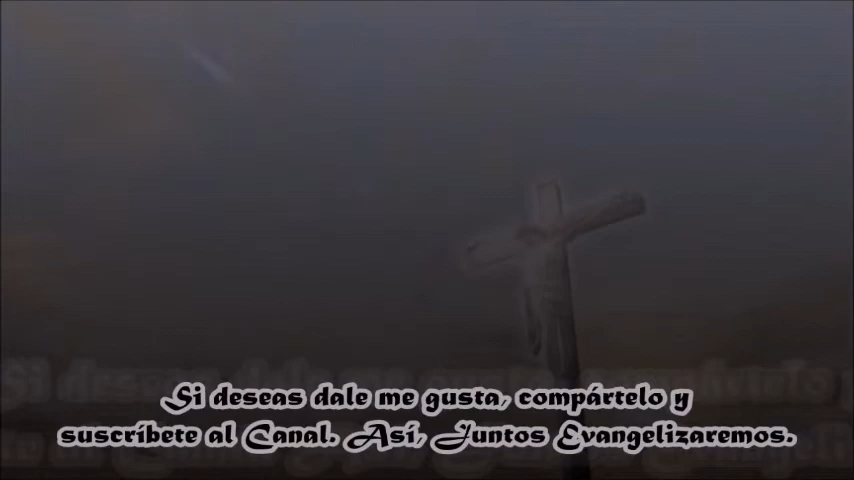 Si deseas dale me gusta, compártelo y
suscríbete al Canal. Así, Juntos Evangelizaremos.